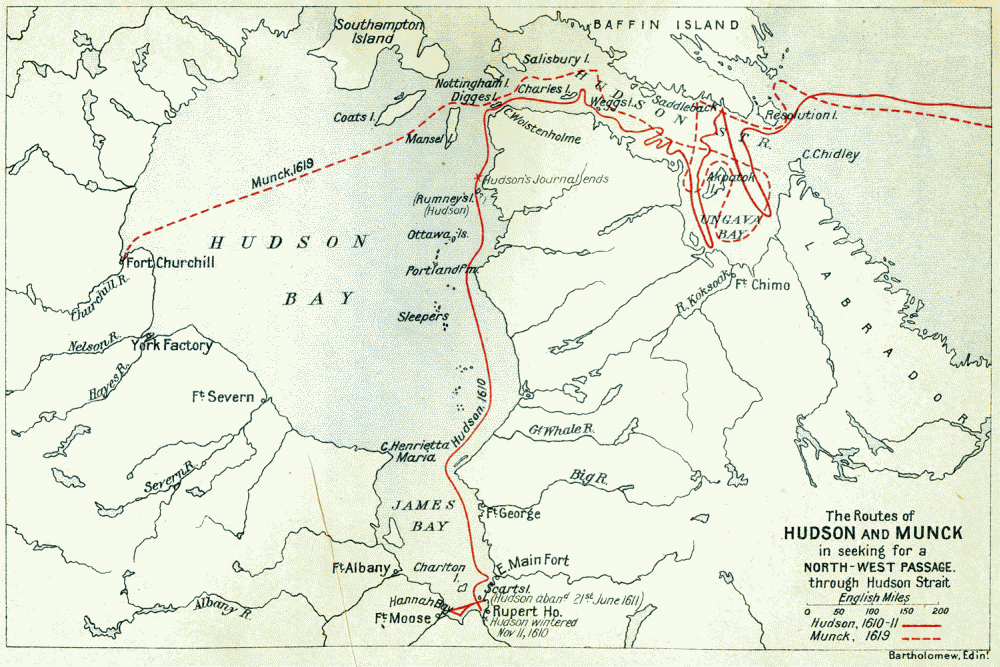 Southampton
Island
BAFFIN ISLAND
Salisbury I.
Nottingham I.
Digges I.
Charles I.
HUDSON STR.
Weggs I.
Saddleback
Resolution I.
Coats I.
Mansel I.
C. Wolstenholme
C. Chidley
Munck, 1619
Hudson's Journal ends
Akpatok
I.
(Rumney's I.
(Hudson)
UNGAVA
BAY
Ottawa Is.
HUDSON
BAY
Fort Churchill
Portland Pm.
Churchill R.
R. Koksoak
Ft Chimo
LABRADOR
Sleepers
Nelson R.
York Factory
Hayes R.
Ft Severn
Hudson, 1610
Gt Whale R.
C. Henrietta
Maria
Severn R.
Big R.
JAMES
BAY
Ft George
Ft Albany
Charlton
I.
E. Main Fort
Scarts I.
(Hudson aband 21st June 1611)
Hannah Bay
Albany R.
Ft Moose
Rupert Ho.
Hudson wintered
Nov 11, 1610
The Routes of
HUDSON AND MUNCK
in seeking for a
NORTH-WEST PASSAGE.
through Hudson Strait
English Miles
0 50 100 150 200
Hudson, 1610-11
Munck, 1619
Bartholomew, Edinr.